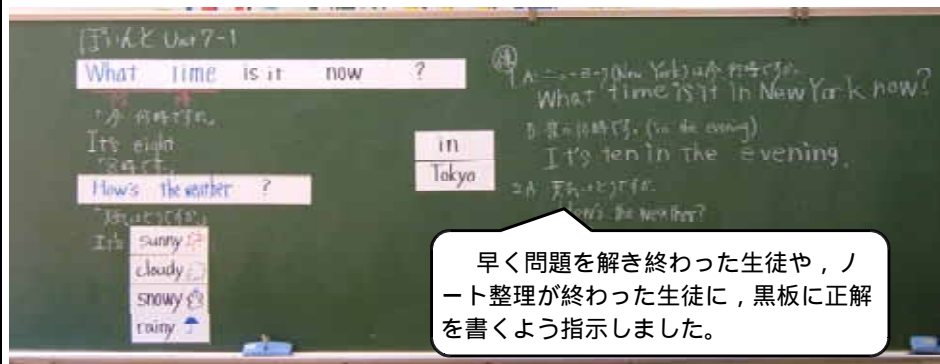 ぽいんと Unit 7-1
What Time is it now ?
「今 何時ですか。」
It's eight
「8時です。」
How's the weather ?
「天気はどうですか。」
It's
sunny
cloudy
snowy
rainy
in
Tokyo
1 A: ニューヨーク(New York)は今 何時ですか。
What time is it in New York now?
B: 夜の10時です。(in the evening)
It's ten in the evening.
2 A 天気はどうですか。
How's the weather?
早く問題を解き終わった生徒や，ノ
ート整理が終わった生徒に，黒板に正解
を書くよう指示しました。